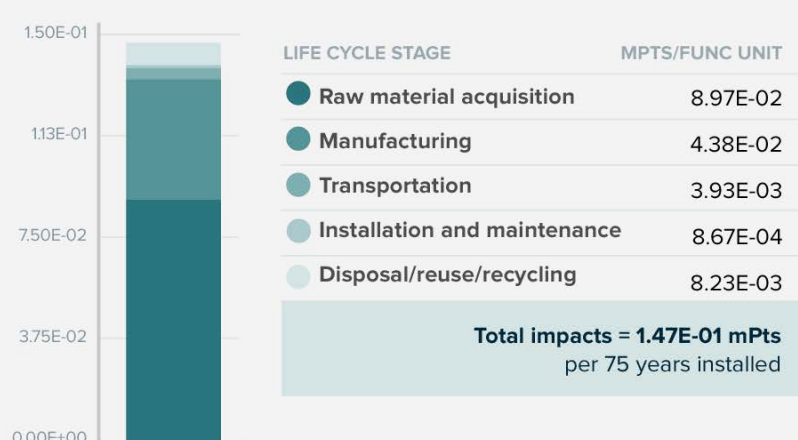 1.50E-01
1.13E-01
7.50E-02
3.75E-02
0.00E+00
LIFE CYCLE STAGE MPTS/FUNC UNIT
Raw material acquisition 8.97E-02
Manufacturing 4.38E-02
Transportation 3.93E-03
Installation and maintenance 8.67E-04
Disposal/reuse/recycling 8.23E-03
Total impacts = 1.47E-01 mPts
per 75 years installed